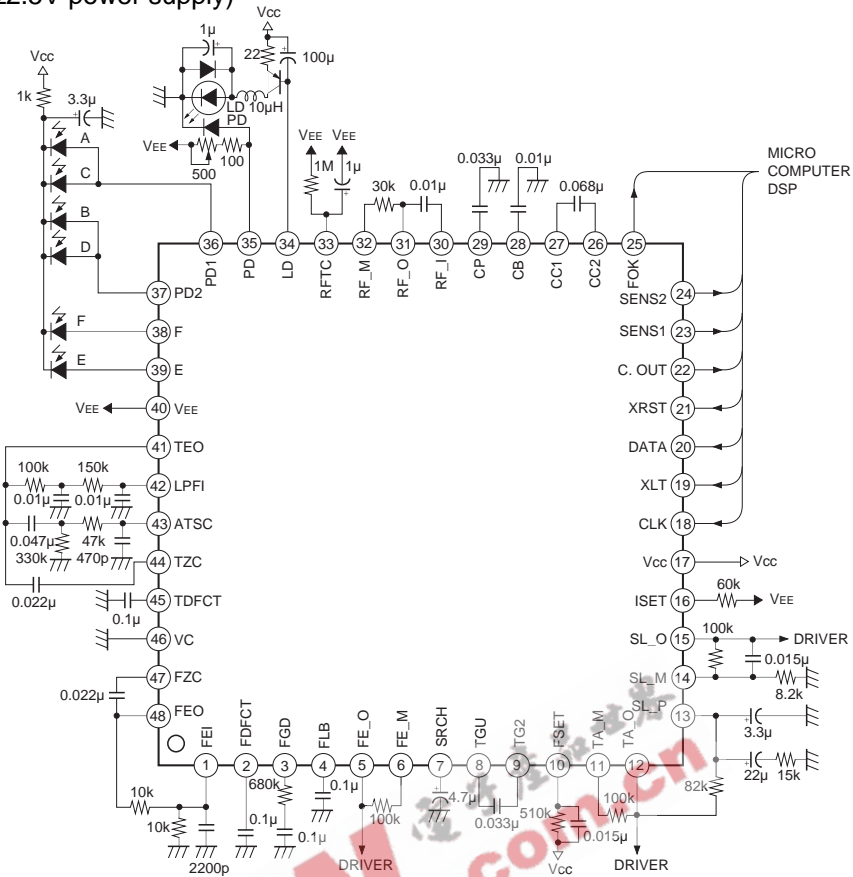 ±2.5V power supply)
Vcc
1k
3.3µ
A
C
B
D
F
E
1µ
LD 10µH
PD
VEE
500
100
Vcc
22
100µ
VEE VEE
1M
1µ
30k
0.01µ
0.033µ
0.01µ
0.068µ
MICRO
COMPUTER
DSP
36 35 34 33 32 31 30 29 28 27 26 25
PD1 PD LD RFTC RF_M RF_O RF_I CP CB CC1 CC2 FOK
37 PD2
38 F
39 E
VEE 40 VEE
41 TEO
100k 150k
42 LPFI
0.01µ 0.01µ
43 ATSC
0.047µ 47k
330k 470p
44 TZC
0.022µ
45 TDFCT
0.1µ
46 VC
47 FZC
0.022µ
48 FEO
SENS2 24
SENS1 23
C. OUT 22
XRST 21
DATA 20
XLT 19
CLK 18
Vcc 17 Vcc
60k
ISET 16 VEE
SL_O 15 DRIVER
100k
0.015µ
SL_M 14
8.2k
SL_P 13
3.3µ
22µ 15k
82k
FEI FDFCT FGD FLB FE_O FE_M SRCH TGU TG2 FSET TA_M TA_O
1 2 3 4 5 6 7 8 9 10 11 12
10k
10k
2200p
0.1µ
680k
0.1µ
0.1µ
100k
DRIVER
4.7µ
0.033µ
510k
0.015µ
Vcc
100k
DRIVER
.com.cn